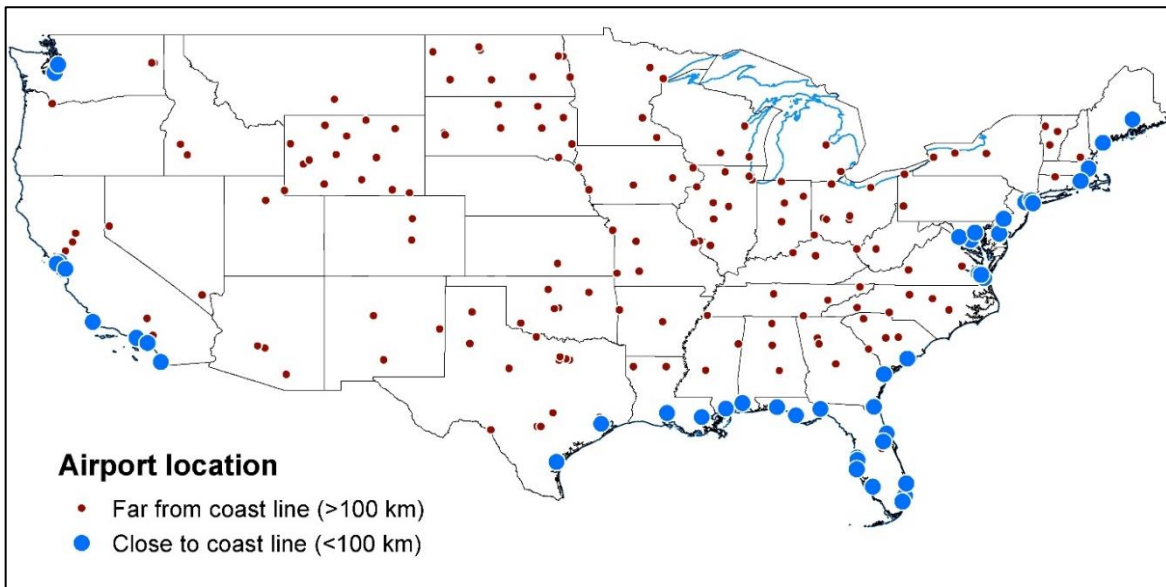 Airport location
Far from coast line (>100 km)
Close to coast line (<100 km)